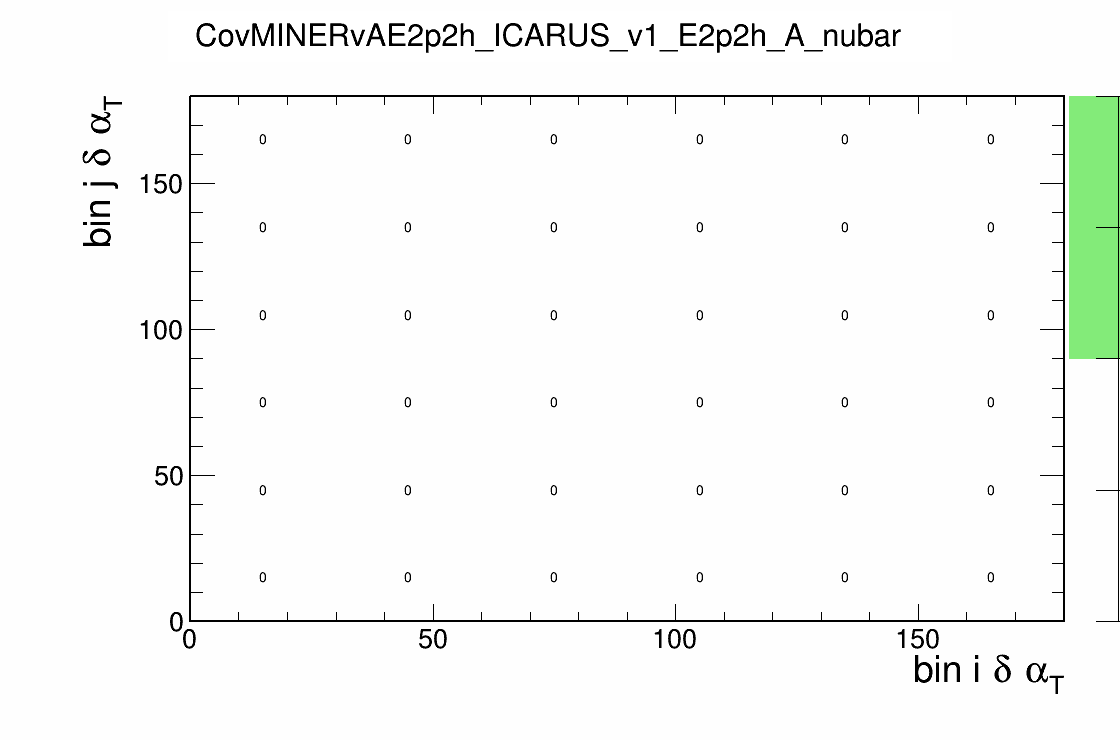 CovMINERvAE2p2h_ICARUS_v1_E2p2h_A_nubar
bin j δ α_T
0 0 0 0 0 0
150
0 0 0 0 0 0
0 0 0 0 0 0
100
0 0 0 0 0 0
50
0 0 0 0 0 0
0 0 0 0 0 0
0
0 50 100 150
bin i δ α_T